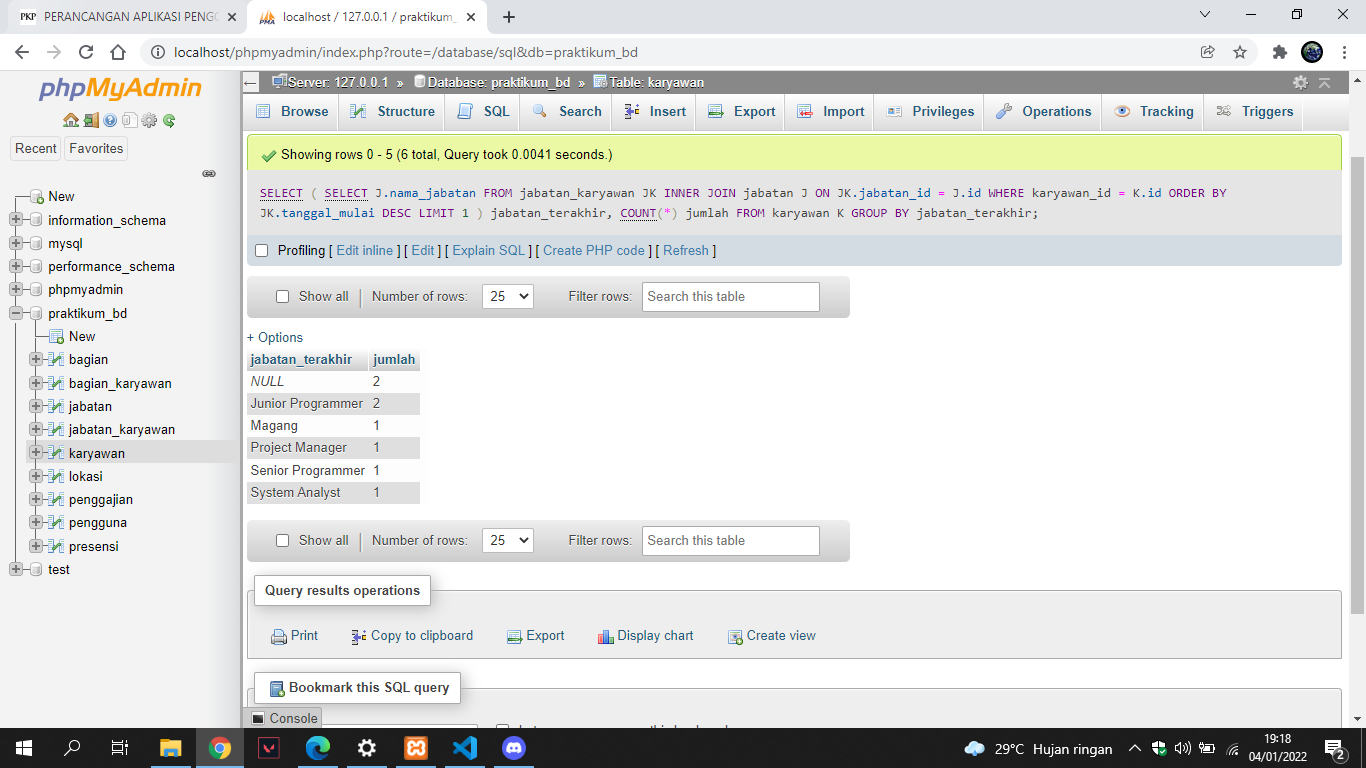 PKP PERANCANGAN APLIKASI PENGG
localhost / 127.0.0.1 / praktikum_
localhost/phpmyadmin/index.php?route=/database/sql&db=praktikum_bd
phpMyAdmin
Recent Favorites
New
information_schema
mysql
performance_schema
phpmyadmin
praktikum_bd
New
bagian
bagian_karyawan
jabatan
jabatan_karyawan
karyawan
lokasi
penggajian
pengguna
presensi
test
Server: 127.0.0.1 » Database: praktikum_bd » Table: karyawan
Browse Structure SQL Search Insert Export Import Privileges Operations Tracking Triggers
Showing rows 0 - 5 (6 total, Query took 0.0041 seconds.)
SELECT ( SELECT J.nama_jabatan FROM jabatan_karyawan JK INNER JOIN jabatan J ON JK.jabatan_id = J.id WHERE karyawan_id = K.id ORDER BY
JK.tanggal_mulai DESC LIMIT 1 ) jabatan_terakhir, COUNT(*) jumlah FROM karyawan K GROUP BY jabatan_terakhir;
Profiling [ Edit inline ] [ Edit ] [ Explain SQL ] [ Create PHP code ] [ Refresh ]
Show all | Number of rows: 25 Filter rows: Search this table
+ Options
jabatan_terakhir jumlah
NULL 2
Junior Programmer 2
Magang 1
Project Manager 1
Senior Programmer 1
System Analyst 1
Show all | Number of rows: 25 Filter rows: Search this table
Query results operations
Print Copy to clipboard Export Display chart Create view
Bookmark this SQL query
Console
29°C Hujan ringan
19:18
04/01/2022
2